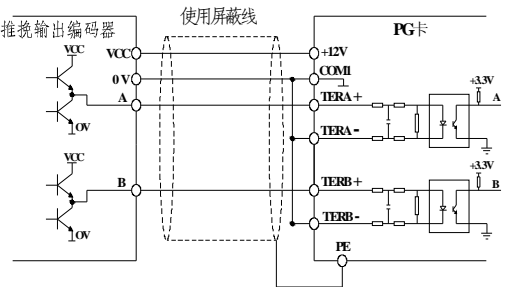 推挽输出编码器
使用屏蔽线
PG卡
VCC
VCC
+12V
0 V
COM1
+3.3V
A
TERA+
A
0V
TERA-
VCC
+3.3V
B
TERB+
B
0V
TERB-
PE